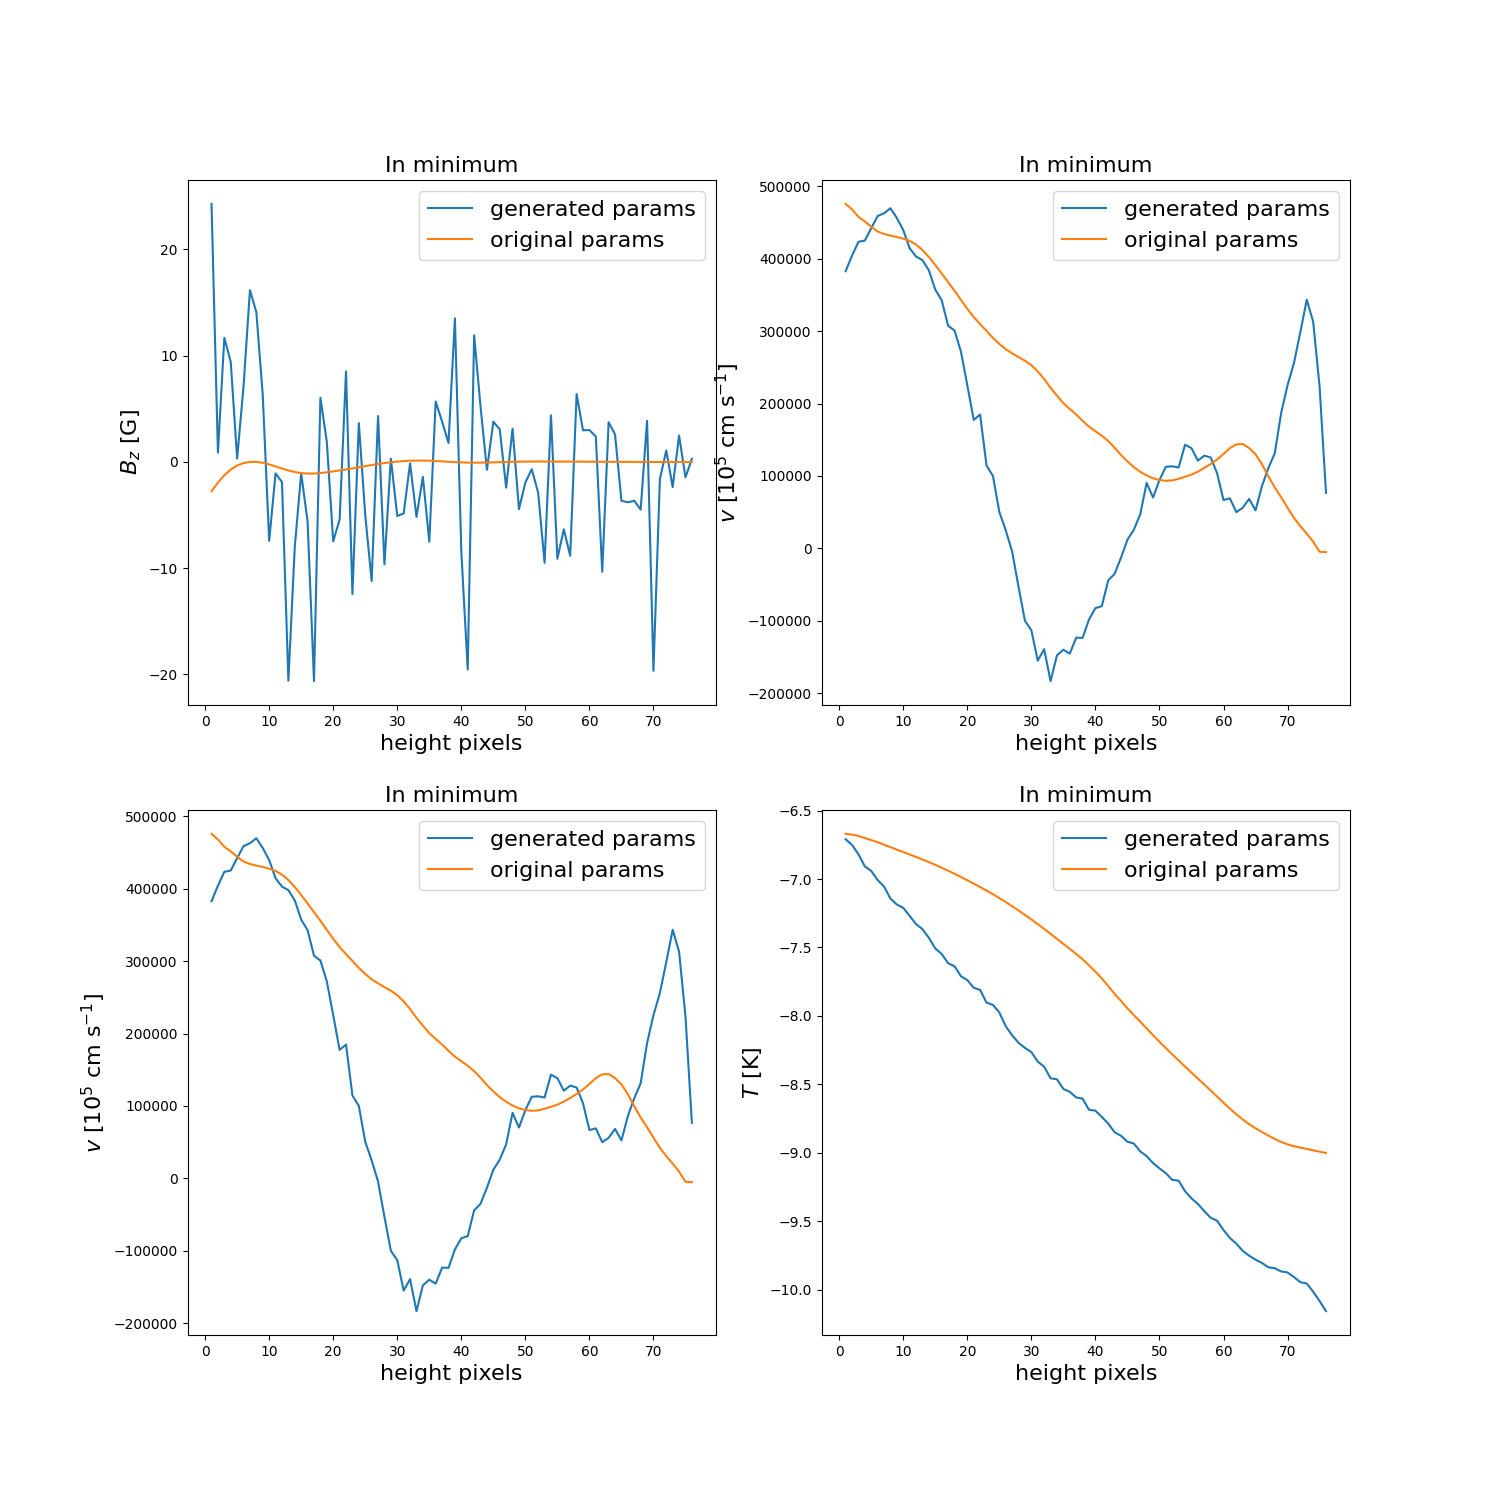 In minimum
In minimum
generated params
original params
generated params
original params
20
10
0
−10
−20
B_z [G]
0 10 20 30 40 50 60 70
height pixels
500000
400000
300000
200000
100000
0
−100000
−200000
v [10⁵ cm s⁻¹]
0 10 20 30 40 50 60 70
height pixels
In minimum
In minimum
generated params
original params
generated params
original params
500000
400000
300000
200000
100000
0
−100000
−200000
v [10⁵ cm s⁻¹]
0 10 20 30 40 50 60 70
height pixels
−6.5
−7.0
−7.5
−8.0
−8.5
−9.0
−9.5
−10.0
T [K]
0 10 20 30 40 50 60 70
height pixels